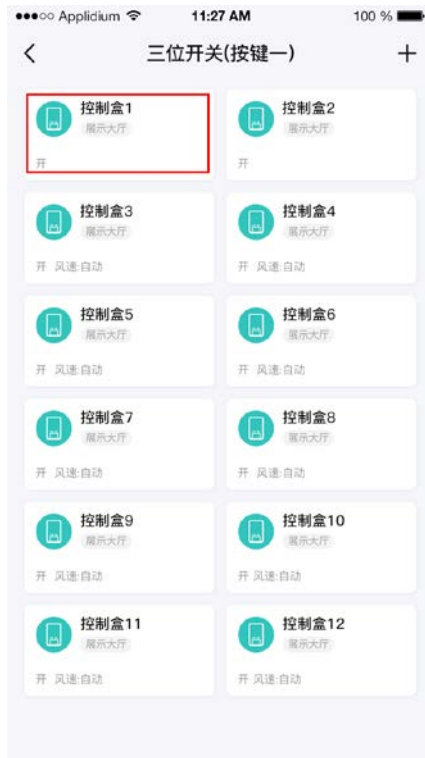 Applidium 11:27 AM 100 %
三位开关(按键一)
控制盒1
展示大厅
开
控制盒2
展示大厅
开
控制盒3
展示大厅
开 风速:自动
控制盒4
展示大厅
开 风速:自动
控制盒5
展示大厅
开 风速:自动
控制盒6
展示大厅
开 风速:自动
控制盒7
展示大厅
开 风速:自动
控制盒8
展示大厅
开 风速:自动
控制盒9
展示大厅
开 风速:自动
控制盒10
展示大厅
开 风速:自动
控制盒11
展示大厅
开 风速:自动
控制盒12
展示大厅
开 风速:自动